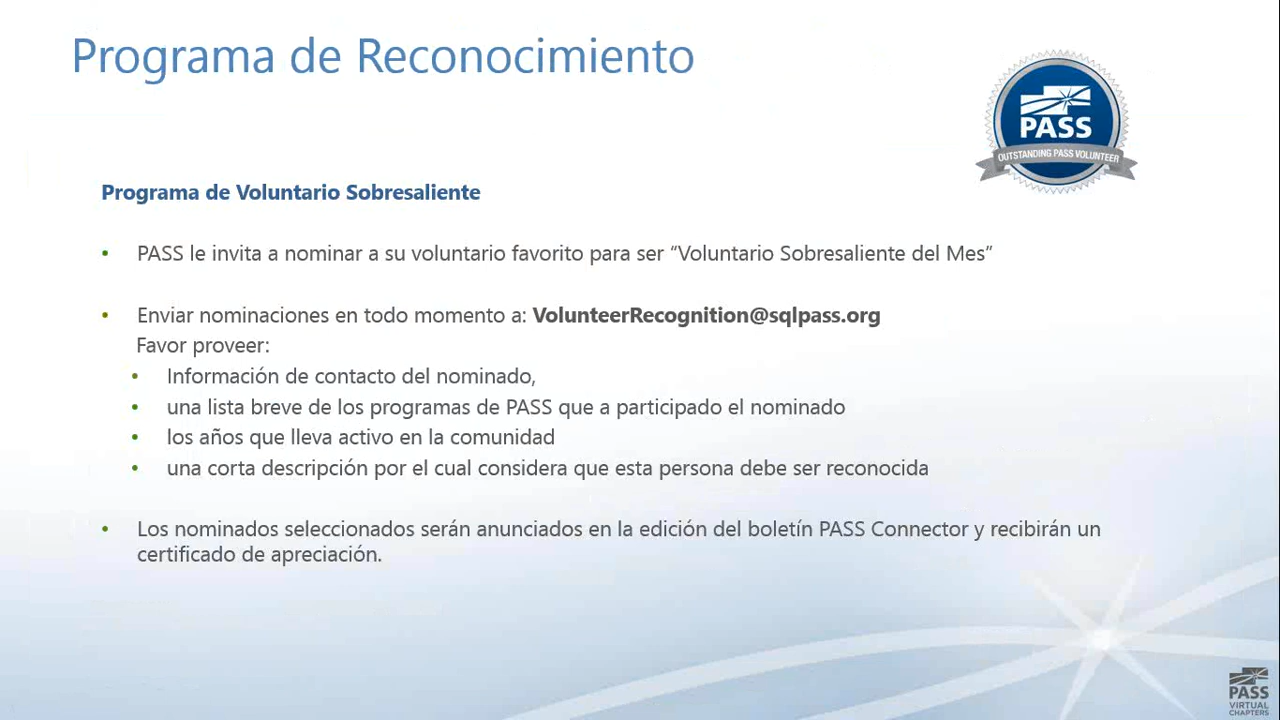 Programa de Reconocimiento
PASS
OUTSTANDING PASS VOLUNTEER
Programa de Voluntario Sobresaliente
• PASS le invita a nominar a su voluntario favorito para ser “Voluntario Sobresaliente del Mes”
• Enviar nominaciones en todo momento a: VolunteerRecognition@sqlpass.org
Favor proveer:
• Información de contacto del nominado,
• una lista breve de los programas de PASS que a participado el nominado
• los años que lleva activo en la comunidad
• una corta descripción por el cual considera que esta persona debe ser reconocida
• Los nominados seleccionados serán anunciados en la edición del boletín PASS Connector y recibirán un
certificado de apreciación.
PASS
VIRTUAL
CHAPTERS